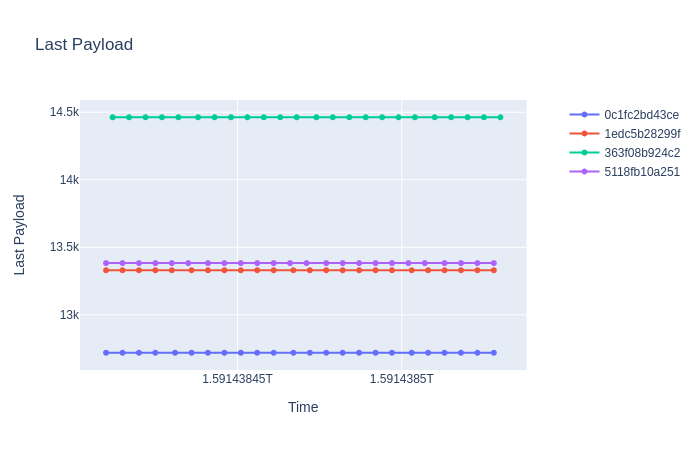 Last Payload
14.5k
14k
13.5k
13k
Last Payload
1.59143845T
1.5914385T
Time
0c1fc2bd43ce
1edc5b28299f
363f08b924c2
5118fb10a251